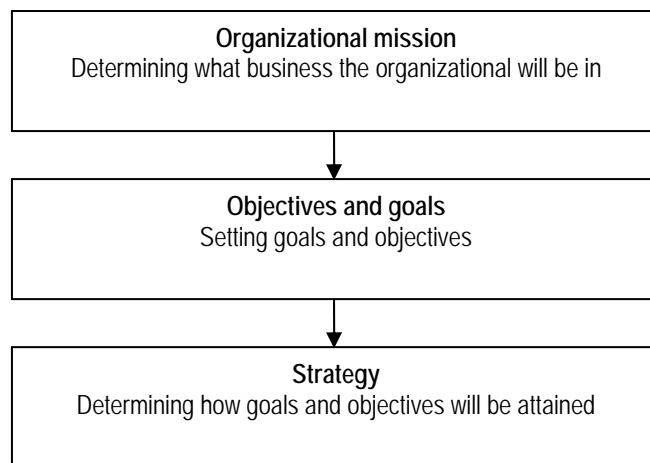 Organizational mission
Determining what business the organizational will be in
Objectives and goals
Setting goals and objectives
Strategy
Determining how goals and objectives will be attained